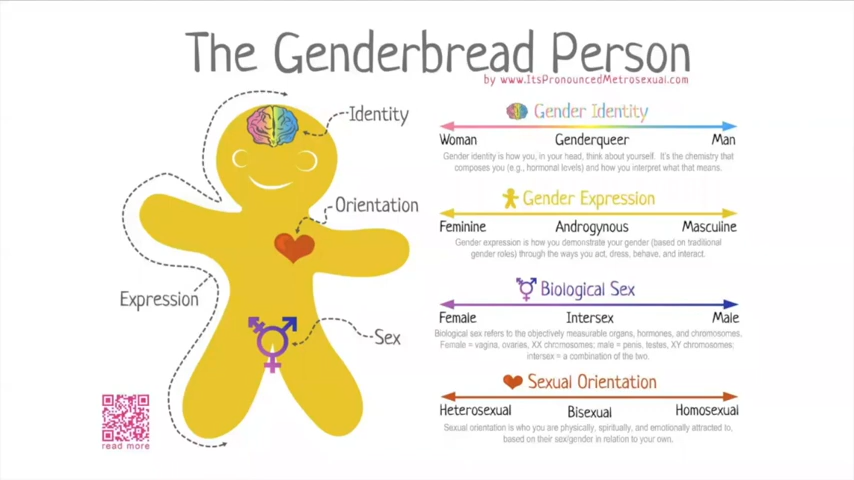 The Genderbread Person
by www.ItsPronouncedMetrosexual.com
Identity
Orientation
Expression
Sex
read more
Gender Identity
Woman Genderqueer Man
Gender identity is how you, in your head, think about yourself. It's the chemistry that
composes you (e.g., hormonal levels) and how you interpret what that means.
Gender Expression
Feminine Androgynous Masculine
Gender expression is how you demonstrate your gender (based on traditional
gender roles) through the ways you act, dress, behave, and interact.
Biological Sex
Female Intersex Male
Biological sex refers to the objectively measurable organs, hormones, and chromosomes.
Female = vagina, ovaries, XX chromosomes; male = penis, testes, XY chromosomes;
intersex = a combination of the two.
Sexual Orientation
Heterosexual Bisexual Homosexual
Sexual orientation is who you are physically, spiritually, and emotionally attracted to,
based on their sex/gender in relation to your own.